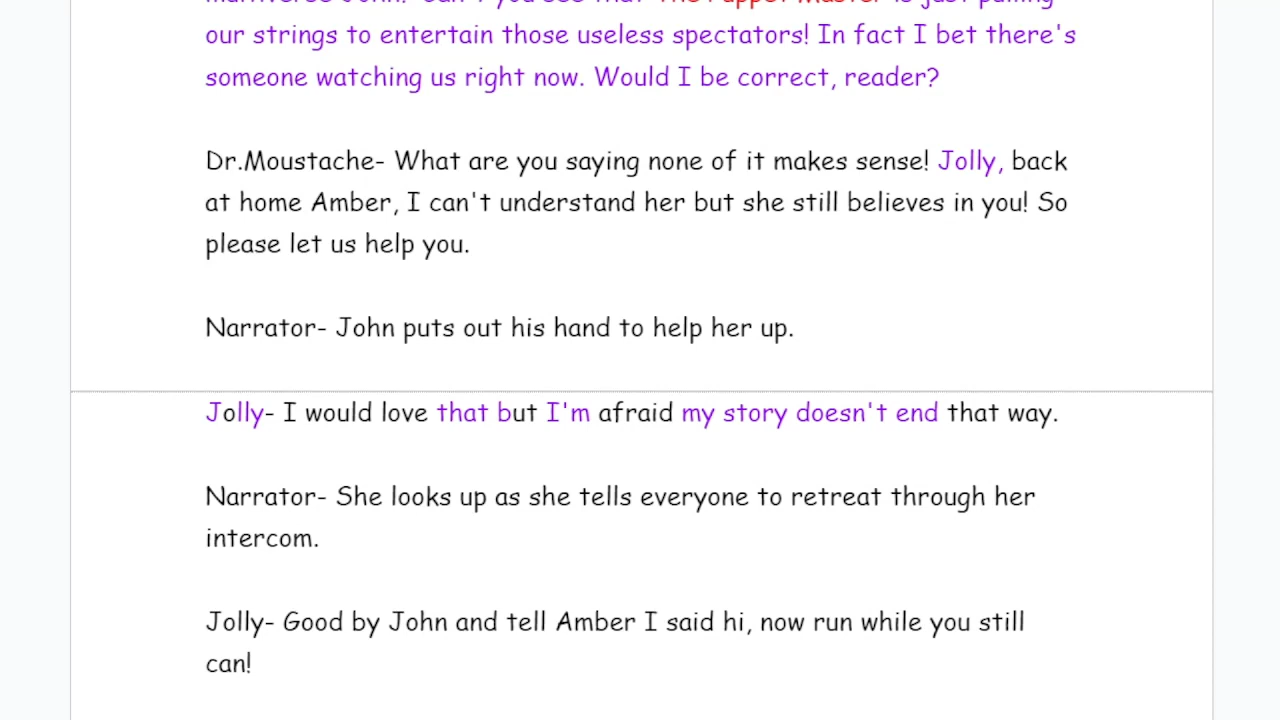 our strings to entertain those useless spectators! In fact I bet there's
someone watching us right now. Would I be correct, reader?
Dr.Moustache- What are you saying none of it makes sense! Jolly, back
at home Amber, I can't understand her but she still believes in you! So
please let us help you.
Narrator- John puts out his hand to help her up.
Jolly- I would love that but I'm afraid my story doesn't end that way.
Narrator- She looks up as she tells everyone to retreat through her
intercom.
Jolly- Good by John and tell Amber I said hi, now run while you still
can!